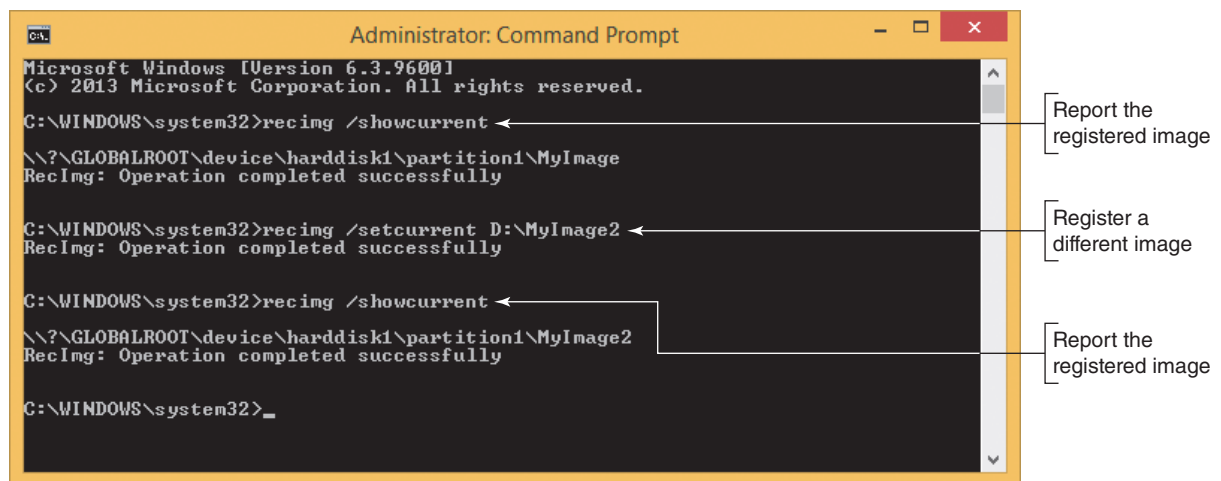 Administrator: Command Prompt
Microsoft Windows [Version 6.3.9600]
(c) 2013 Microsoft Corporation. All rights reserved.
C:\WINDOWS\system32>recimg /showcurrent
\\?\GLOBALROOT\device\harddisk1\partition1\MyImage
RecImg: Operation completed successfully
C:\WINDOWS\system32>recimg /setcurrent D:\MyImage2
RecImg: Operation completed successfully
C:\WINDOWS\system32>recimg /showcurrent
\\?\GLOBALROOT\device\harddisk1\partition1\MyImage2
RecImg: Operation completed successfully
C:\WINDOWS\system32>_
Report the
registered image
Register a
different image
Report the
registered image